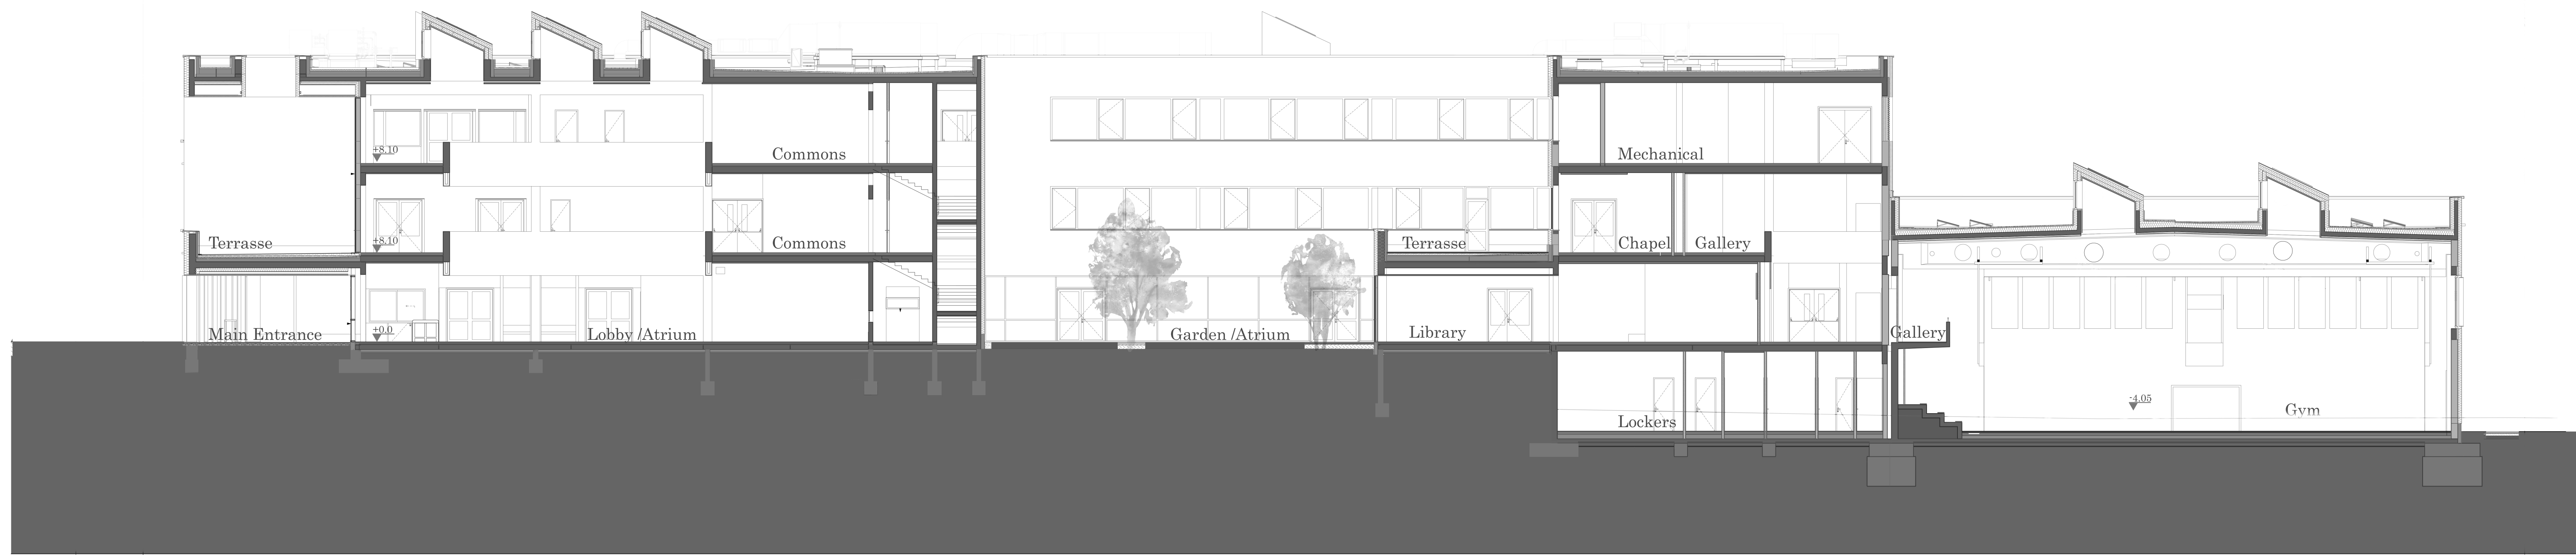 +8.10
Commons
Mechanical
Terrasse
+8.10
Commons
Terrasse
Chapel
Gallery
Main Entrance
+0.0
Lobby /Atrium
Garden /Atrium
Library
Gallery
-4.05
Gym
Lockers